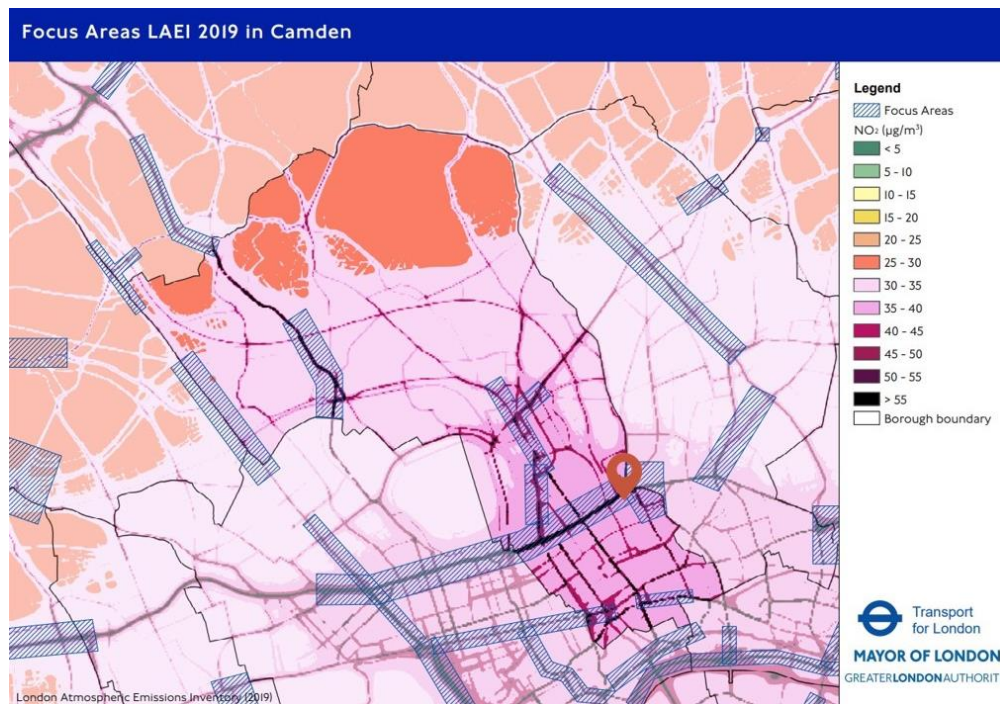 Focus Areas LAEI 2019 in Camden
Legend
Focus Areas
NO₂ (µg/m³)
< 5
5 - 10
10 - 15
15 - 20
20 - 25
25 - 30
30 - 35
35 - 40
40 - 45
45 - 50
50 - 55
> 55
Borough boundary
Transport
for London
MAYOR OF LONDON
GREATERLONDONAUTHORIT
London Atmospheric Emissions Inventory (2019)